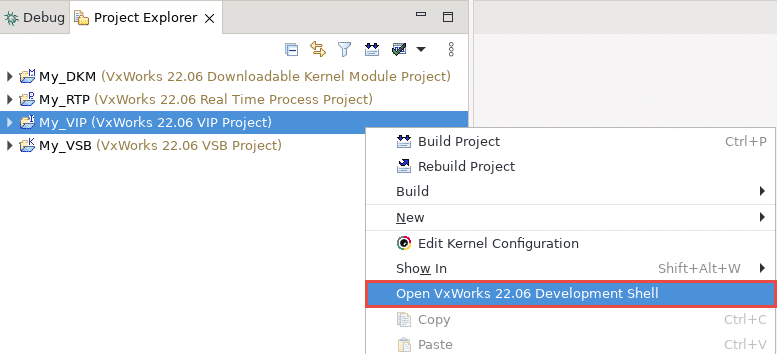 Debug Project Explorer
My_DKM (VxWorks 22.06 Downloadable Kernel Module Project)
My_RTP (VxWorks 22.06 Real Time Process Project)
My_VIP (VxWorks 22.06 VIP Project)
My_VSB (VxWorks 22.06 VSB Project)
Build Project Ctrl+P
Rebuild Project
Build
New
Edit Kernel Configuration
Show In Shift+Alt+W
Open VxWorks 22.06 Development Shell
Copy Ctrl+C
Paste Ctrl+V